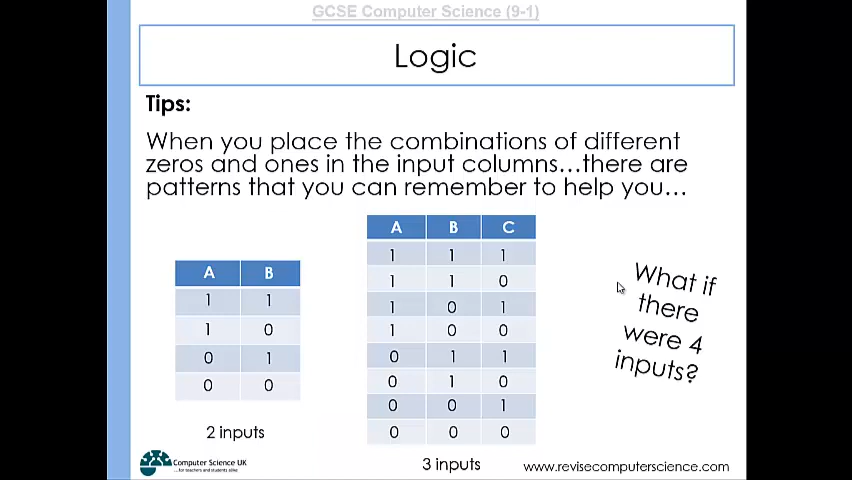 GCSE Computer Science (9-1)
Logic
Tips:
When you place the combinations of different
zeros and ones in the input columns…there are
patterns that you can remember to help you…
A B
1 1
1 0
0 1
0 0
2 inputs
A B C
1 1 1
1 1 0
1 0 1
1 0 0
0 1 1
0 1 0
0 0 1
0 0 0
3 inputs
What if
there
were 4
inputs?
Computer Science UK
...for teachers and students alike
www.revisecomputerscience.com